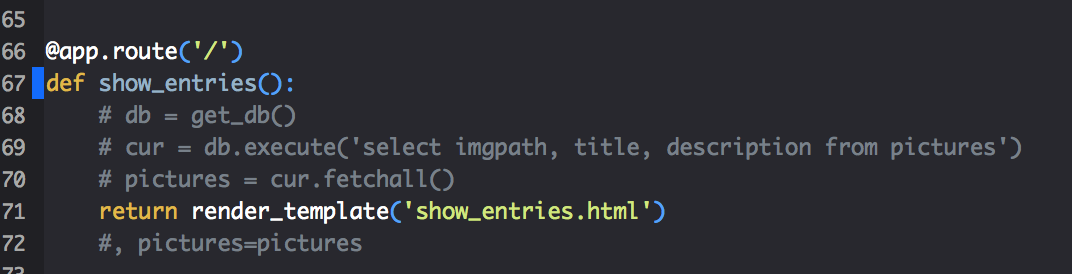 65
66 @app.route('/')
67 def show_entries():
68     # db = get_db()
69     # cur = db.execute('select imgpath, title, description from pictures')
70     # pictures = cur.fetchall()
71     return render_template('show_entries.html')
72     #, pictures=pictures
73